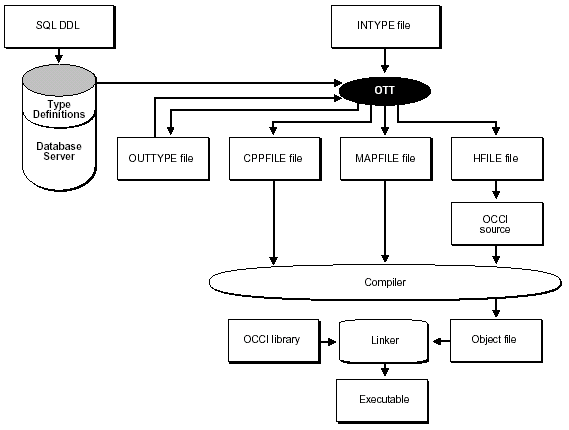 SQL DDL
INTYPE file
OTT
Type
Definitions
Database
Server
OUTTYPE file
CPPFILE file
MAPFILE file
HFILE file
OCCI
source
Compiler
OCCI library
Linker
Object file
Executable